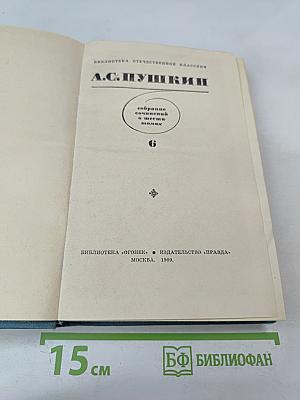 БИБЛИОТЕКА ОТЕЧЕСТВЕННОЙ КЛАССИКИ
А.С.ПУШКИН
собрание
сочинений
в шести
томах
6
БИБЛИОТЕКА «ОГОНЕК» • ИЗДАТЕЛЬСТВО «ПРАВДА»
МОСКВА. 1969.
15 см
БФ БИБЛИОФАН